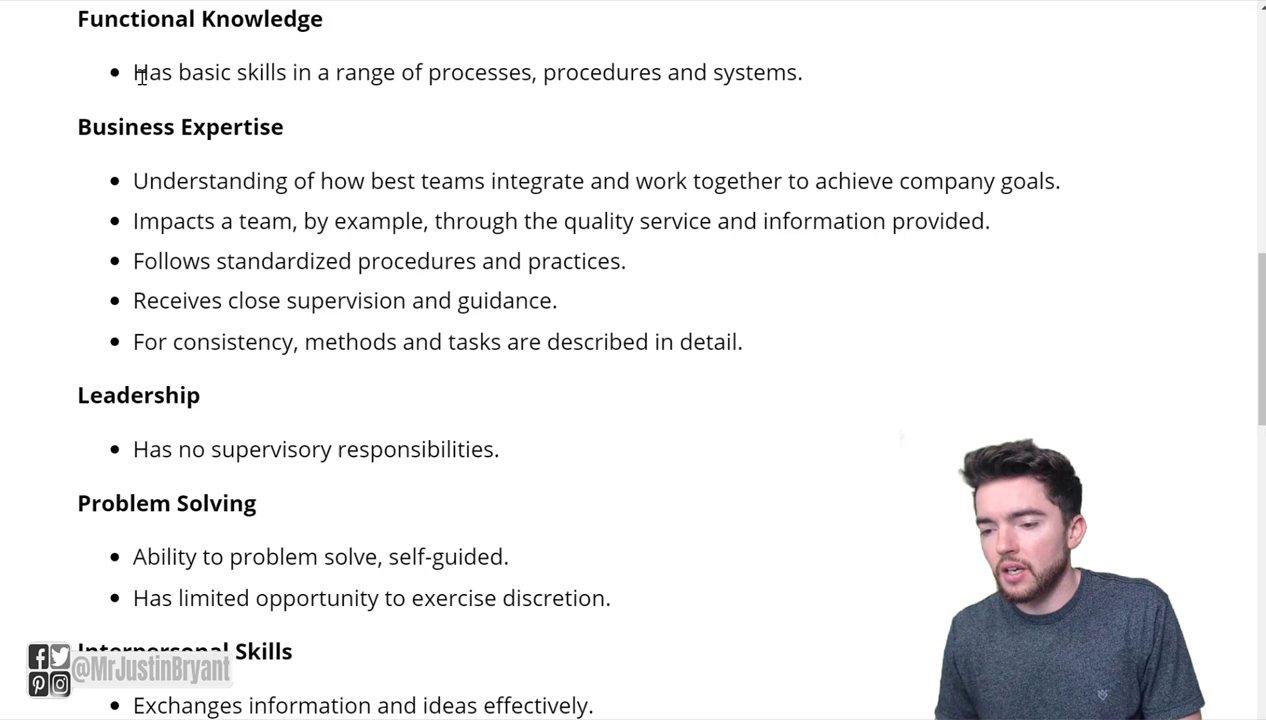 Functional Knowledge
Has basic skills in a range of processes, procedures and systems.
Business Expertise
Understanding of how best teams integrate and work together to achieve company goals.
Impacts a team, by example, through the quality service and information provided.
Follows standardized procedures and practices.
Receives close supervision and guidance.
For consistency, methods and tasks are described in detail.
Leadership
Has no supervisory responsibilities.
Problem Solving
Ability to problem solve, self-guided.
Has limited opportunity to exercise discretion.
Interpersonal Skills
@MrJustinBryant
Exchanges information and ideas effectively.